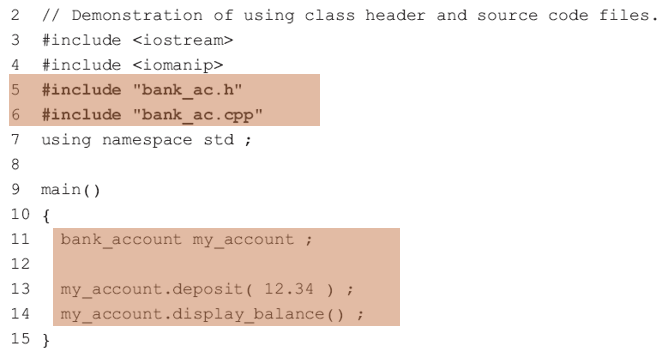 2 // Demonstration of using class header and source code files.
3 #include <iostream>
4 #include <iomanip>
5 #include "bank_ac.h"
6 #include "bank_ac.cpp"
7 using namespace std ;
8
9 main()
10 {
11 bank_account my_account ;
12
13 my_account.deposit( 12.34 ) ;
14 my_account.display_balance() ;
15 }